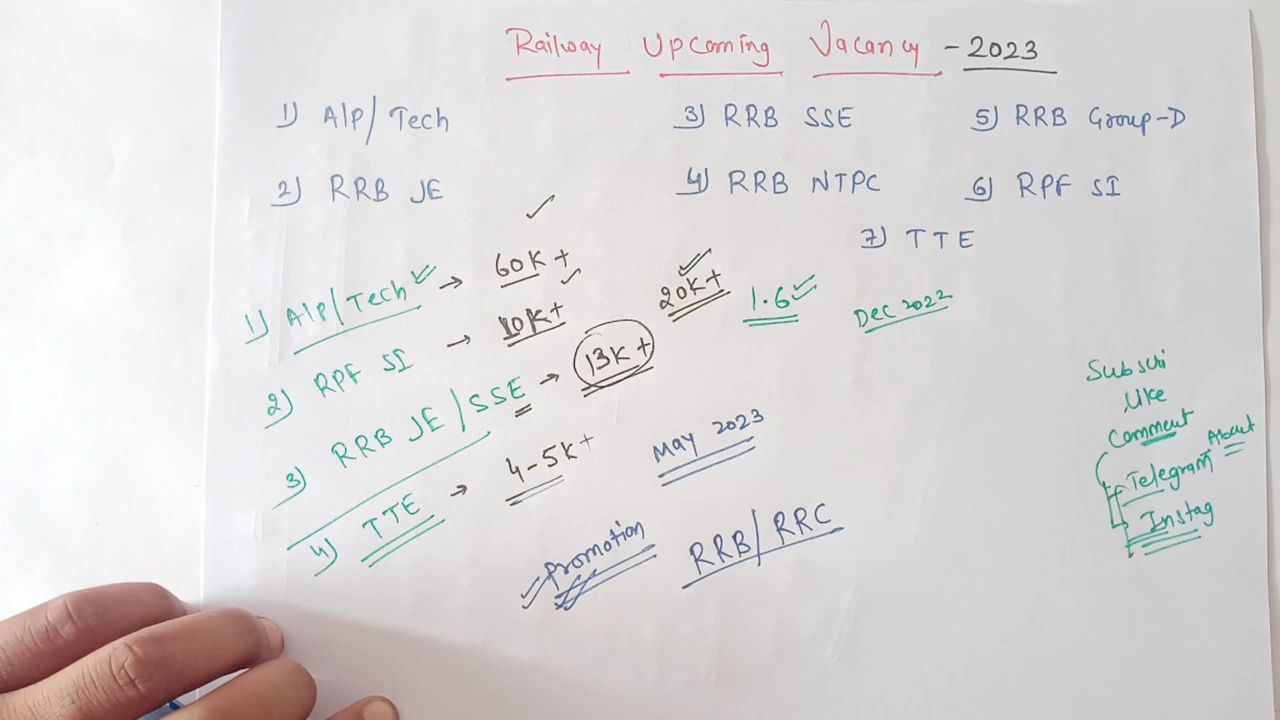 Railway Upcoming Vacancy - 2023
1) Alp/Tech
2) RRB JE
3) RRB SSE
4) RRB NTPC
5) RRB Group-D
6) RPF SI
7) TTE
1) Alp/Tech → 60K+
2) RPF SI → 10K+
20K+
1.6
Dec 2022
3) RRB JE/SSE → 13K+
4) TTE → 4-5K+
May 2023
Promotion
RRB/RRC
Subscri
Like
Comment
About
Telegram
Instag